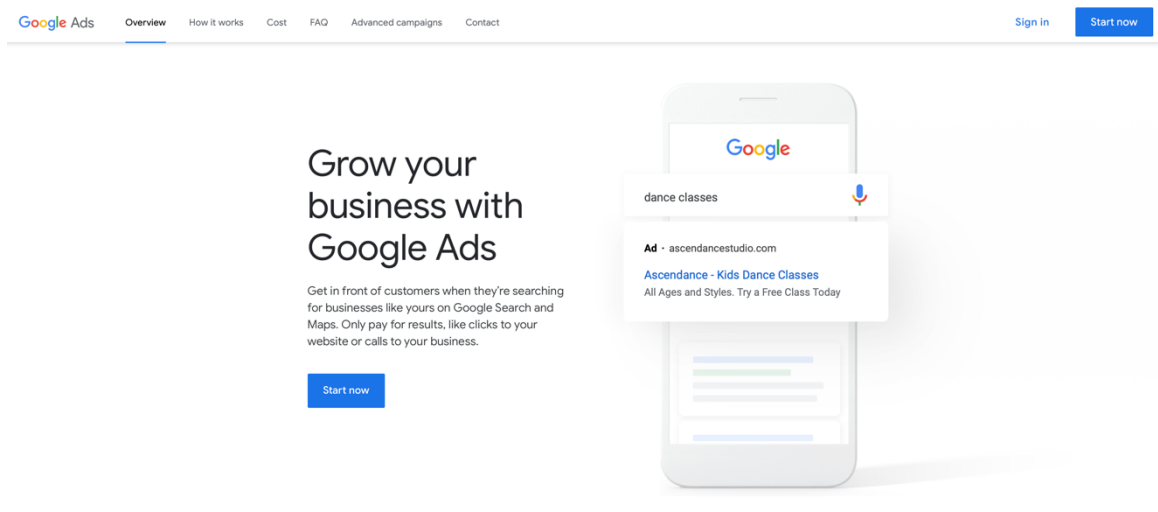 Google Ads
Overview
How it works
Cost
FAQ
Advanced campaigns
Contact
Sign in
Start now
Grow your
business with
Google Ads
Get in front of customers when they're searching
for businesses like yours on Google Search and
Maps. Only pay for results, like clicks to your
website or calls to your business.
Start now
Google
dance classes
Ad · ascendancestudio.com
Ascendance - Kids Dance Classes
All Ages and Styles. Try a Free Class Today